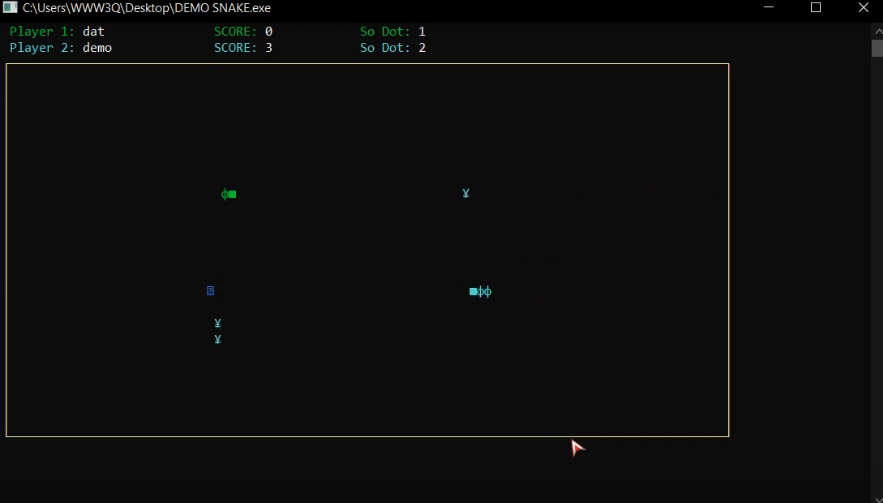 C:\Users\WWW3Q\Desktop\DEMO SNAKE.exe
Player 1: dat SCORE: 0 So Dot: 1
Player 2: demo SCORE: 3 So Dot: 2
ф■ ¥
■фф
¥
¥